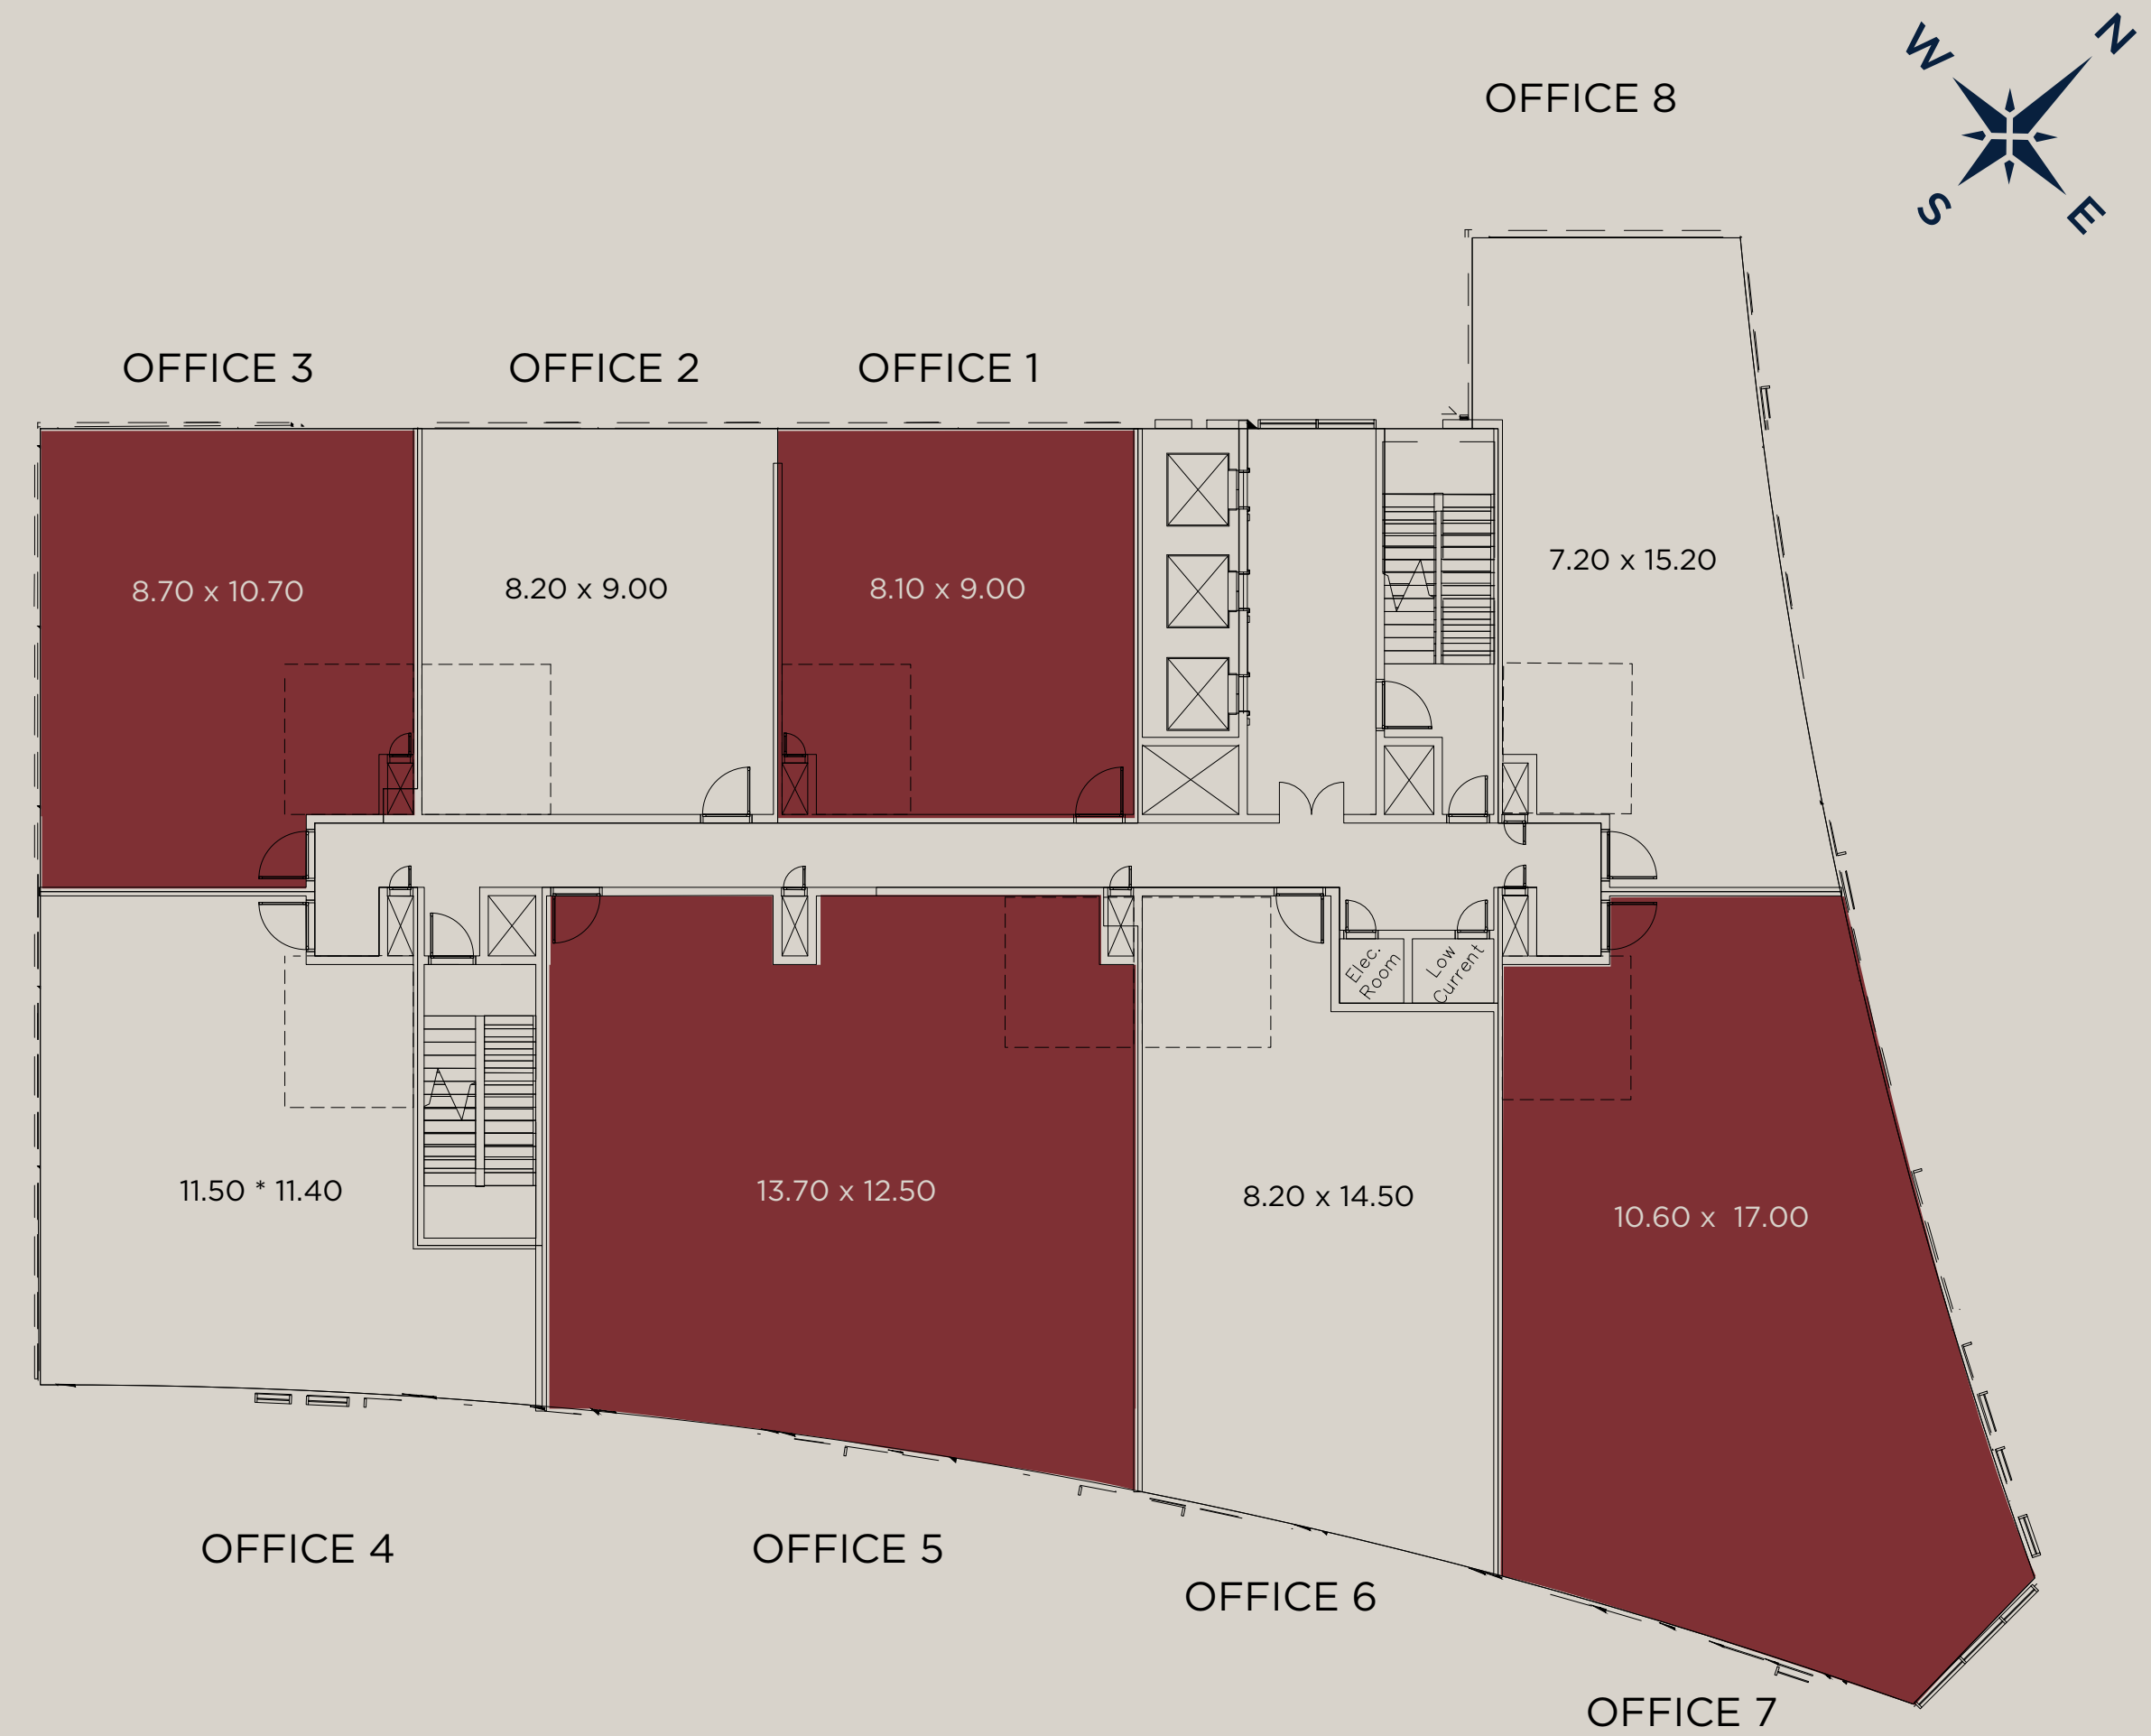 N
W
OFFICE 8
S
E
OFFICE 3
OFFICE 2
OFFICE 1
7.20 x 15.20
8.70 x 10.70
8.20 x 9.00
8.10 x 9.00
Elec.
Room
Low
Current
11.50 * 11.40
13.70 x 12.50
8.20 x 14.50
10.60 x 17.00
OFFICE 4
OFFICE 5
OFFICE 6
OFFICE 7